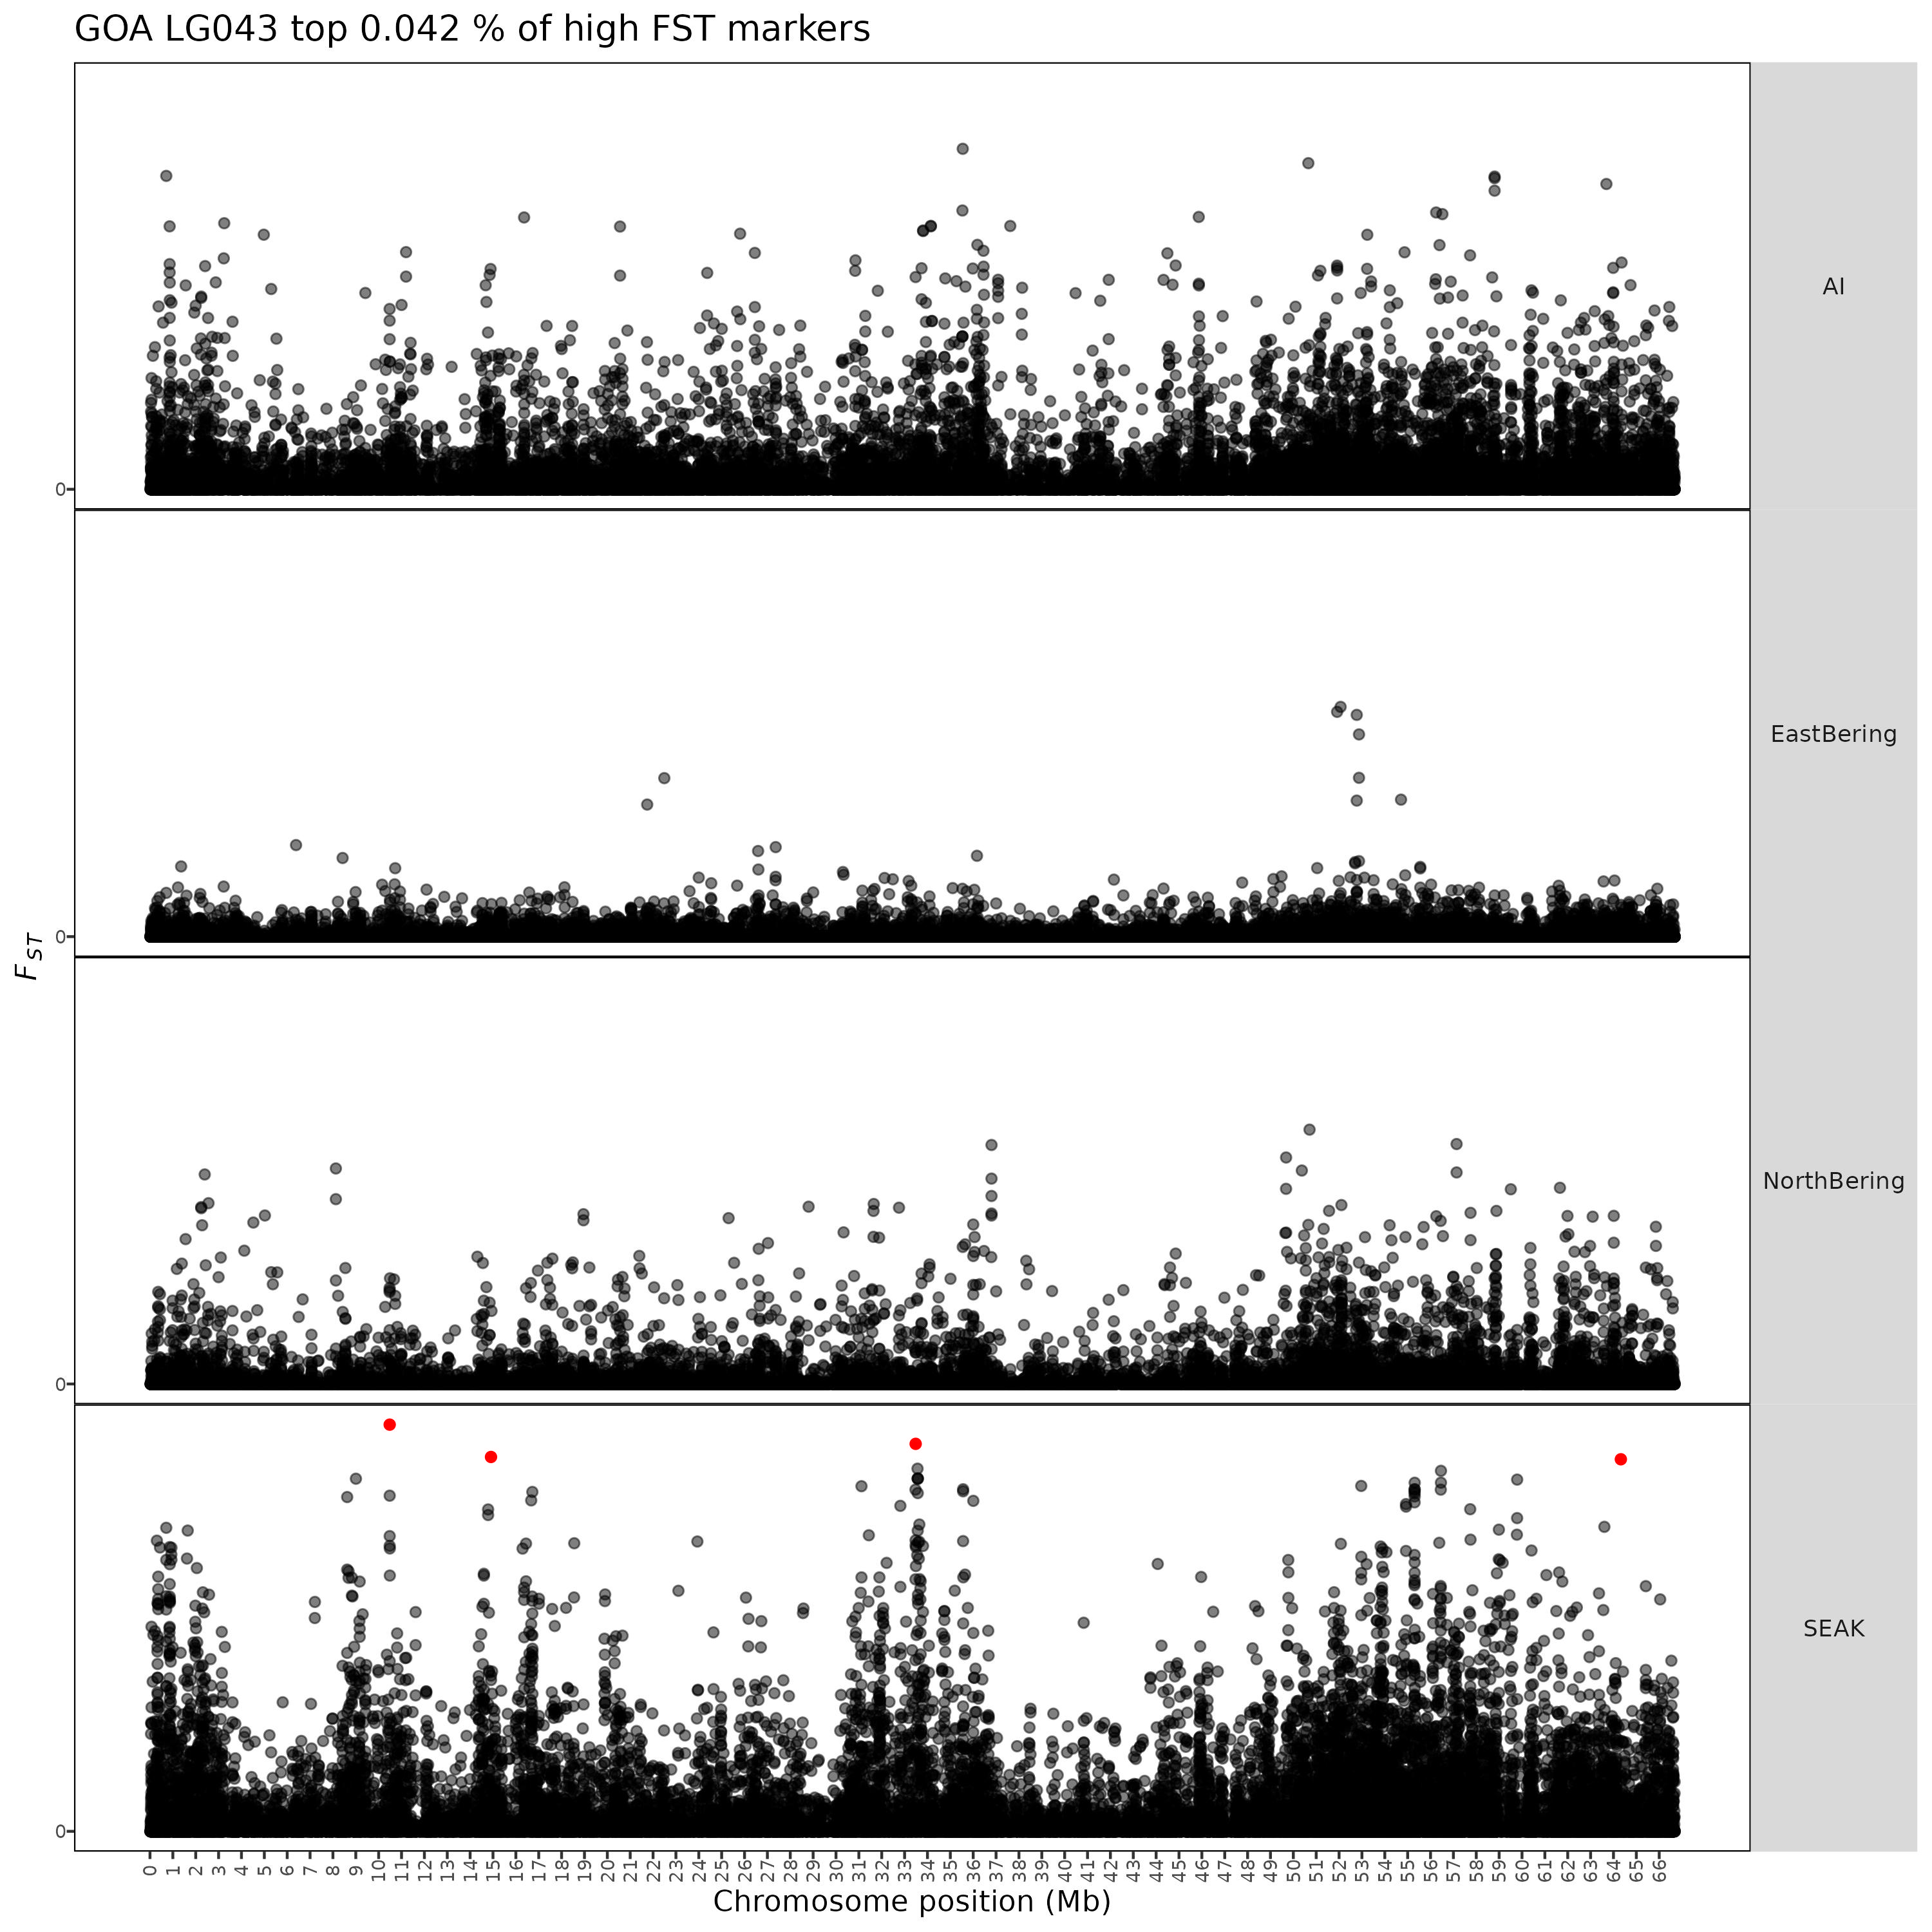 GOA LG043 top 0.042 % of high FST markers
AI
0
EastBering
0
F ST
NorthBering
0
SEAK
0
0 1 2 3 4 5 6 7 8 9 10 11 12 13 14 15 16 17 18 19 20 21 22 23 24 25 26 27 28 29 30 31 32 33 34 35 36 37 38 39 40 41 42 43 44 45 46 47 48 49 50 51 52 53 54 55 56 57 58 59 60 61 62 63 64 65 66
Chromosome position (Mb)